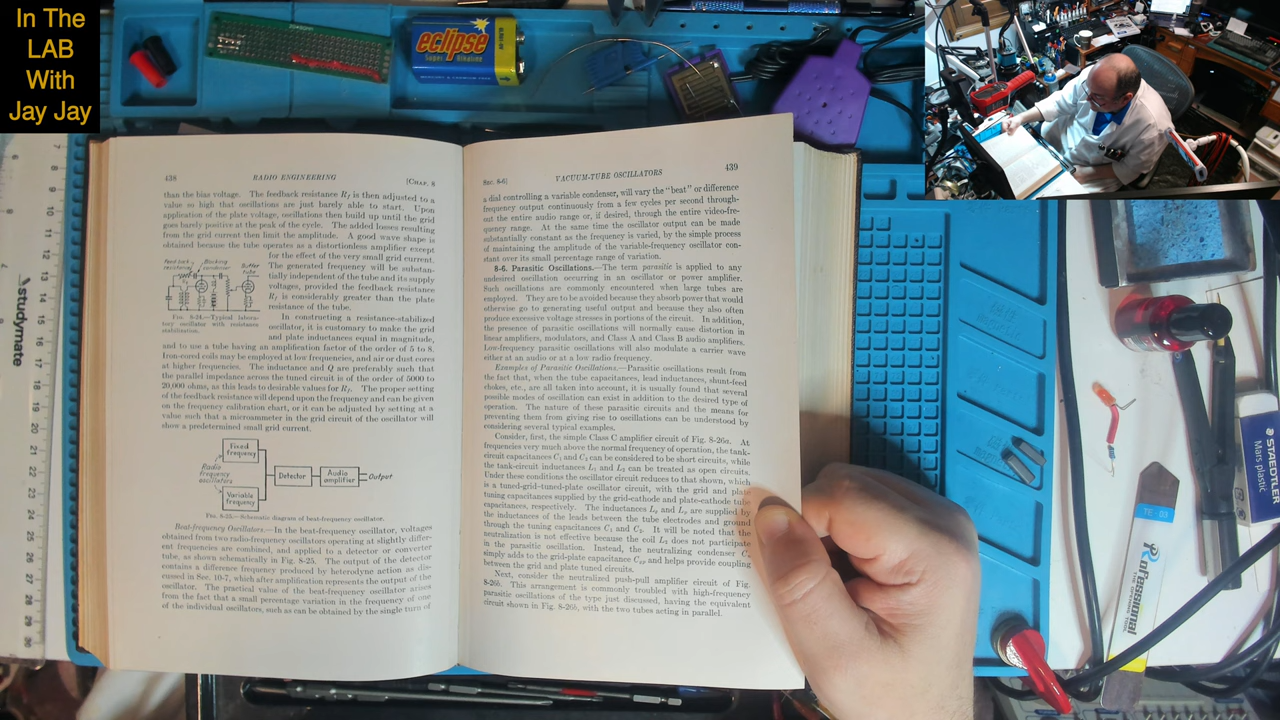 In The
LAB
With
Jay Jay
eclipse
Super Alkaline
studymate
438
RADIO ENGINEERING
[CHAP. 8
than the bias voltage. The feedback resistance Rf is then adjusted to a
value so high that oscillations are just barely able to start. Upon
application of the plate voltage, oscillations then build up until the grid
goes barely positive at the peak of the cycle. The added losses resulting
from the grid current then limit the amplitude. A good wave shape is
obtained because the tube operates as a distortionless amplifier except
for the effect of the very small grid current.
The generated frequency will be substan-
tially independent of the tube and its supply
voltages, provided the feedback resistance
Rf is considerably greater than the plate
resistance of the tube.
Feed-back
resistance
Blocking
condenser
Buffer
tube
FIG. 8-24.—Typical labora-
tory oscillator with resistance
stabilization.
In constructing a resistance-stabilized
oscillator, it is customary to make the grid
and plate inductances equal in magnitude,
and to use a tube having an amplification factor of the order of 5 to 8.
Iron-cored coils may be employed at low frequencies, and air or dust cores
at higher frequencies. The inductance and Q are preferably such that
the parallel impedance across the tuned circuit is of the order of 5000 to
20,000 ohms, as this leads to desirable values for Rf. The proper setting
of the feedback resistance will depend upon the frequency and can be given
on the frequency calibration chart, or it can be adjusted by setting at a
value such that a microammeter in the grid circuit of the oscillator will
show a predetermined small grid current.
Fixed
frequency
Radio
frequency
oscillators
Variable
frequency
Detector
Audio
amplifier
Output
FIG. 8-25.—Schematic diagram of beat-frequency oscillator.
Beat-frequency Oscillators.—In the beat-frequency oscillator, voltages
obtained from two radio-frequency oscillators operating at slightly differ-
ent frequencies are combined, and applied to a detector or converter
tube, as shown schematically in Fig. 8-25. The output of the detector
contains a difference frequency produced by heterodyne action as dis-
cussed in Sec. 10-7, which after amplification represents the output of the
oscillator. The practical value of the beat-frequency oscillator arises
from the fact that a small percentage variation in the frequency of one
of the individual oscillators, such as can be obtained by the single turn of
SEC. 8-6]
VACUUM-TUBE OSCILLATORS
439
a dial controlling a variable condenser, will vary the "beat" or difference
frequency output continuously from a few cycles per second through-
out the entire audio range or, if desired, through the entire video-fre-
quency range. At the same time the oscillator output can be made
substantially constant as the frequency is varied, by the simple process
of maintaining the amplitude of the variable-frequency oscillator con-
stant over its small percentage range of variation.
8-6. Parasitic Oscillations.—The term parasitic is applied to any
undesired oscillation occurring in an oscillator or power amplifier.
Such oscillations are commonly encountered when large tubes are
employed. They are to be avoided because they absorb power that would
otherwise go to generating useful output and because they also often
produce excessive voltage stresses in portions of the circuit. In addition,
the presence of parasitic oscillations will normally cause distortion in
linear amplifiers, modulators, and Class A and Class B audio amplifiers.
Low-frequency parasitic oscillations will also modulate a carrier wave
either at an audio or at a low radio frequency.
Examples of Parasitic Oscillations.—Parasitic oscillations result from
the fact that, when the tube capacitances, lead inductances, shunt-feed
chokes, etc., are all taken into account, it is usually found that several
possible modes of oscillation can exist in addition to the desired type of
operation. The nature of these parasitic circuits and the means for
preventing them from giving rise to oscillations can be understood by
considering several typical examples.
Consider, first, the simple Class C amplifier circuit of Fig. 8-26a. At
frequencies very much above the normal frequency of operation, the tank-
circuit capacitances C1 and C2 can be considered to be short circuits, while
the tank-circuit inductances L1 and L2 can be treated as open circuits.
Under these conditions the oscillator circuit reduces to that shown, which
is a tuned-grid-tuned-plate oscillator circuit, with the grid and plate
tuning capacitances supplied by the grid-cathode and plate-cathode tube
capacitances, respectively. The inductances Lg and Lp are supplied by
the inductances of the leads between the tube electrodes and ground
through the tuning capacitances C1 and C2. It will be noted that the
neutralization is not effective because the coil L2 does not participate
in the parasitic oscillation. Instead, the neutralizing condenser Cn
simply adds to the grid-plate capacitance Cgp and helps provide coupling
between the grid and plate tuned circuits.
Next, consider the neutralized push-pull amplifier circuit of Fig.
8-26b. This arrangement is commonly troubled with high-frequency
parasitic oscillations of the type just discussed, having the equivalent
circuit shown in Fig. 8-26b, with the two tubes acting in parallel.
STAEDTLER
Mars plastic
TE-03
Rofessional